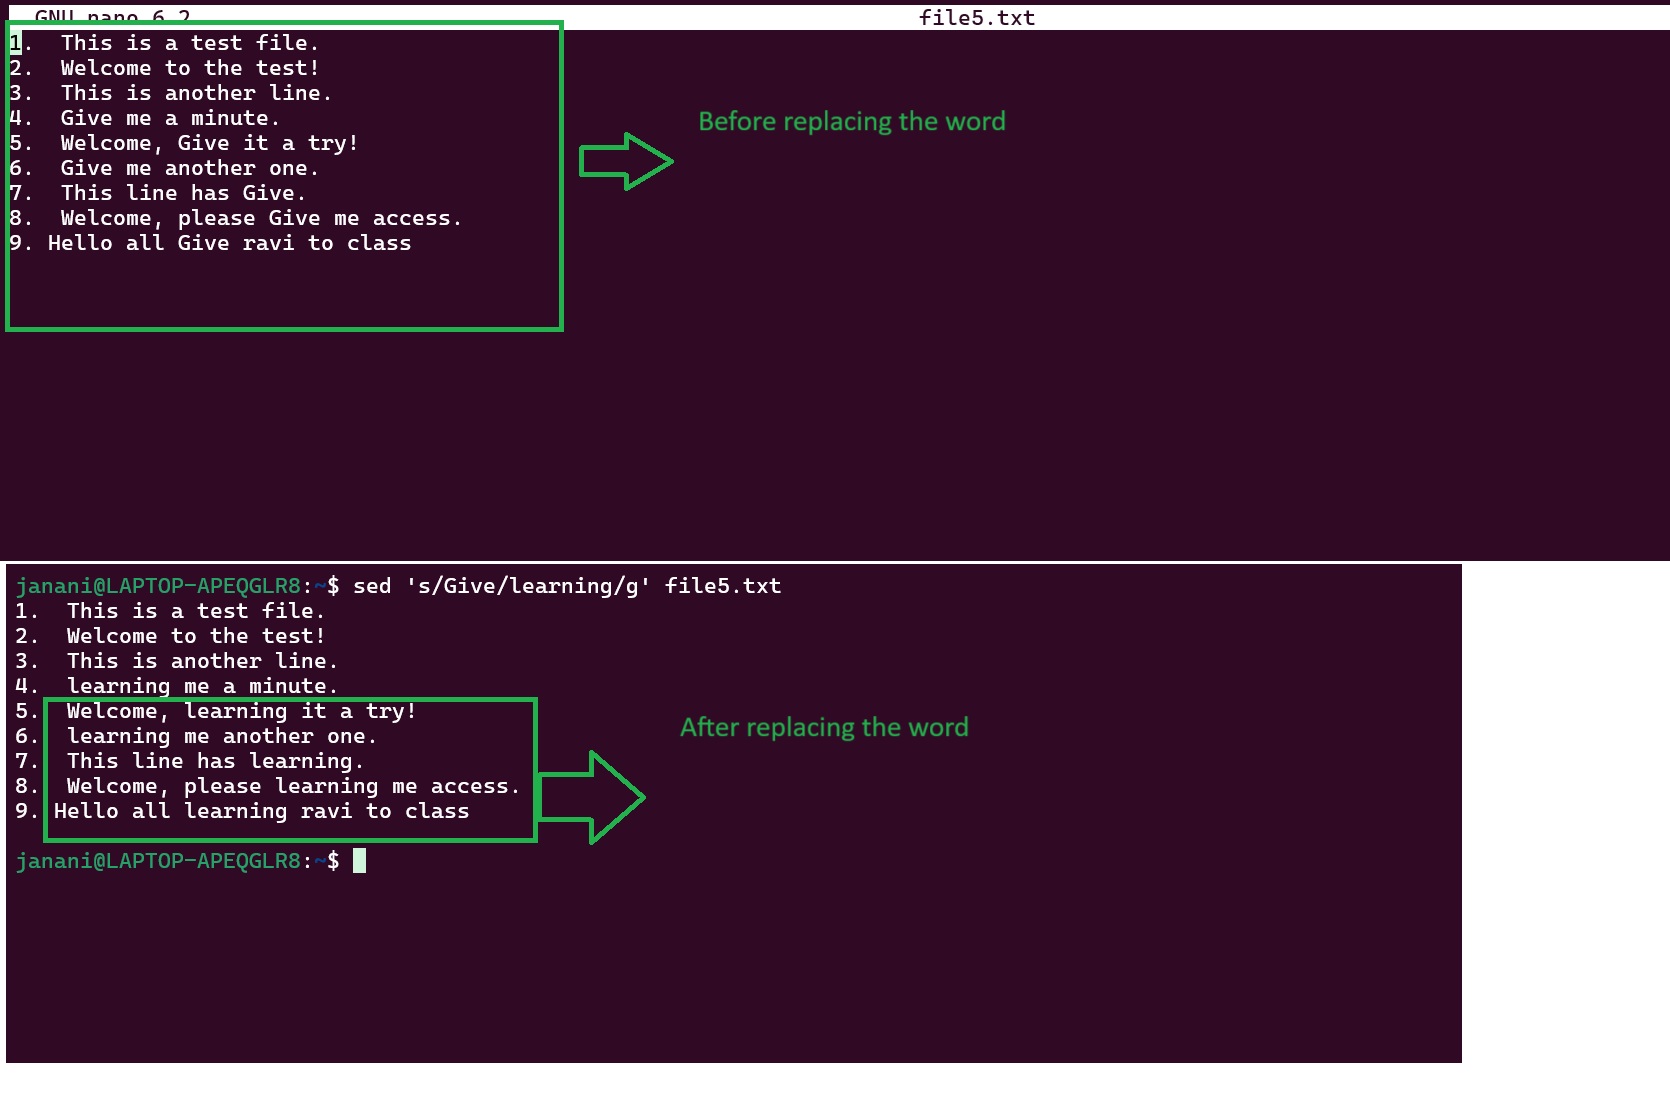 GNU nano 6.2 file5.txt
1.  This is a test file.
2.  Welcome to the test!
3.  This is another line.
4.  Give me a minute.
5.  Welcome, Give it a try!
6.  Give me another one.
7.  This line has Give.
8.  Welcome, please Give me access.
9. Hello all Give ravi to class
Before replacing the word
janani@LAPTOP-APEQGLR8:~$ sed 's/Give/learning/g' file5.txt
1.  This is a test file.
2.  Welcome to the test!
3.  This is another line.
4.  learning me a minute.
5.  Welcome, learning it a try!
6.  learning me another one.
7.  This line has learning.
8.  Welcome, please learning me access.
9. Hello all learning ravi to class
After replacing the word
janani@LAPTOP-APEQGLR8:~$